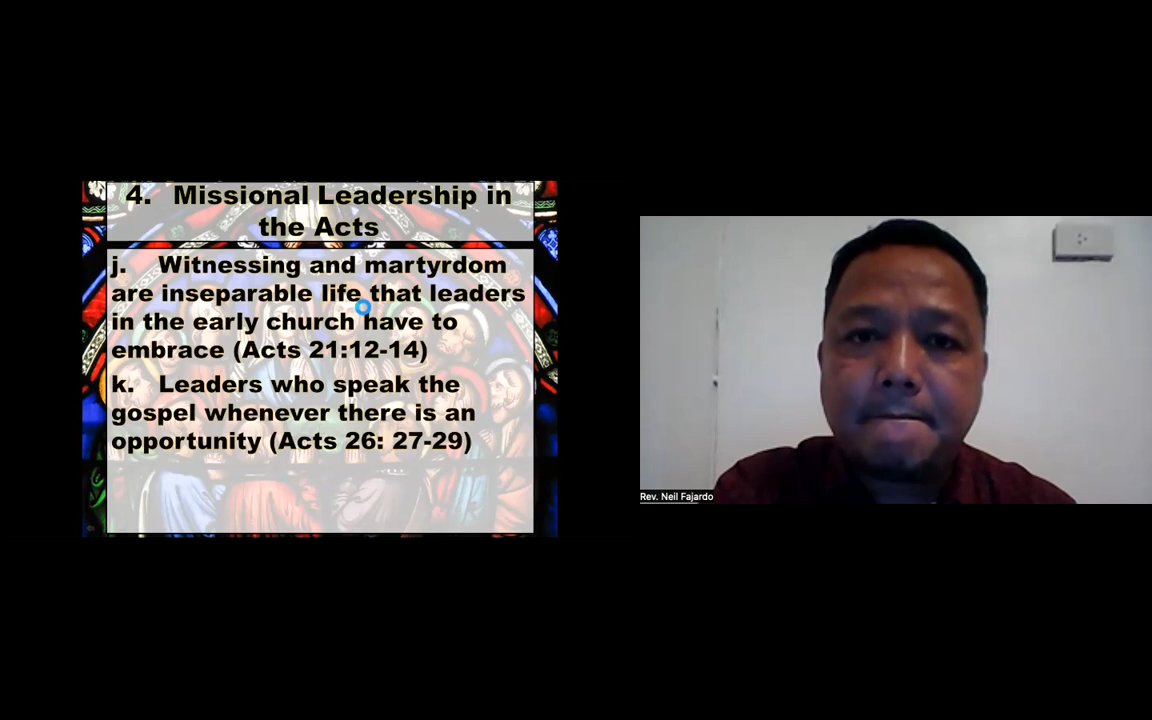 4. Missional Leadership in
the Acts
j. Witnessing and martyrdom
are inseparable life that leaders
in the early church have to
embrace (Acts 21:12-14)
k. Leaders who speak the
gospel whenever there is an
opportunity (Acts 26: 27-29)
Rev. Neil Fajardo